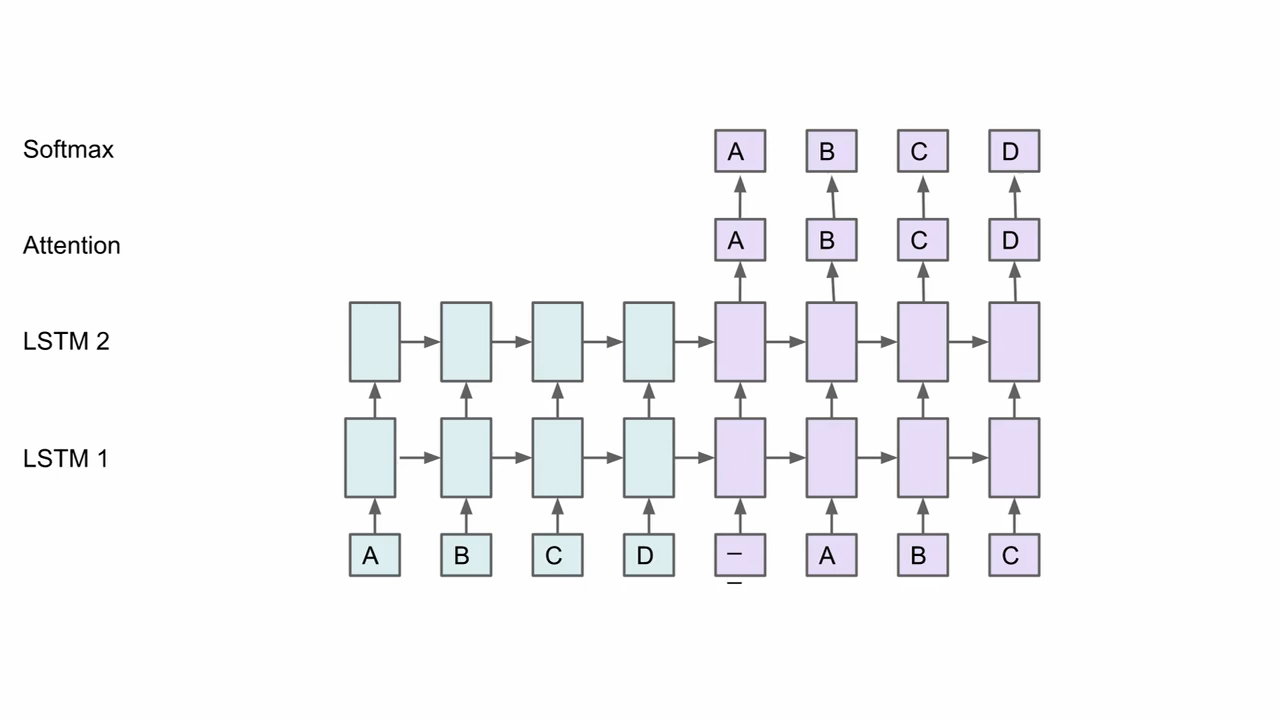 Softmax A B C D
Attention A B C D
LSTM 2
LSTM 1
A B C D _ A B C
_